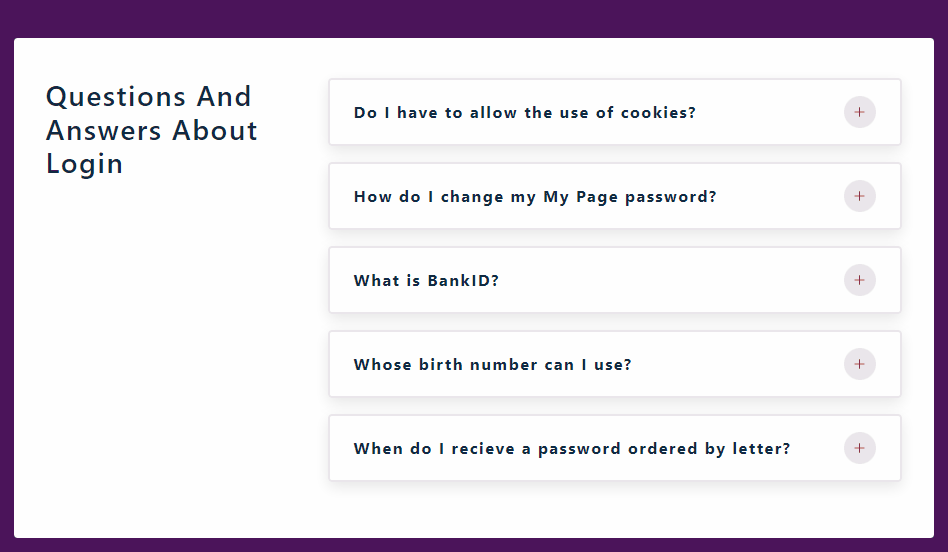 Questions And
Answers About
Login
Do I have to allow the use of cookies?
How do I change my My Page password?
What is BankID?
Whose birth number can I use?
When do I recieve a password ordered by letter?